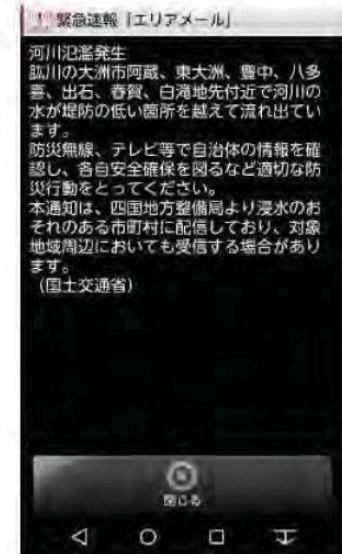 緊急速報「エリアメール」
河川氾濫発生
肱川の大洲市阿蔵、東大洲、豊中、八多
喜、出石、春賀、白滝地先付近で河川の
水が堤防の低い箇所を越えて流れ出てい
ます。
防災無線、テレビ等で自治体の情報を確
認し、各自安全確保を図るなど適切な防
災行動をとってください。
本通知は、四国地方整備局より浸水のお
それのある市町村に配信しており、対象
地域周辺においても受信する場合があり
ます。
(国土交通省)
閉じる